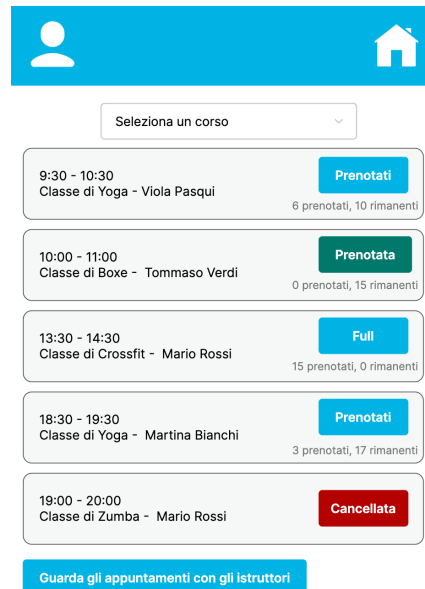 Seleziona un corso
9:30 - 10:30
Classe di Yoga - Viola Pasqui
Prenotati
6 prenotati, 10 rimanenti
10:00 - 11:00
Classe di Boxe - Tommaso Verdi
Prenotata
0 prenotati, 15 rimanenti
13:30 - 14:30
Classe di Crossfit - Mario Rossi
Full
15 prenotati, 0 rimanenti
18:30 - 19:30
Classe di Yoga - Martina Bianchi
Prenotati
3 prenotati, 17 rimanenti
19:00 - 20:00
Classe di Zumba - Mario Rossi
Cancellata
Guarda gli appuntamenti con gli istruttori